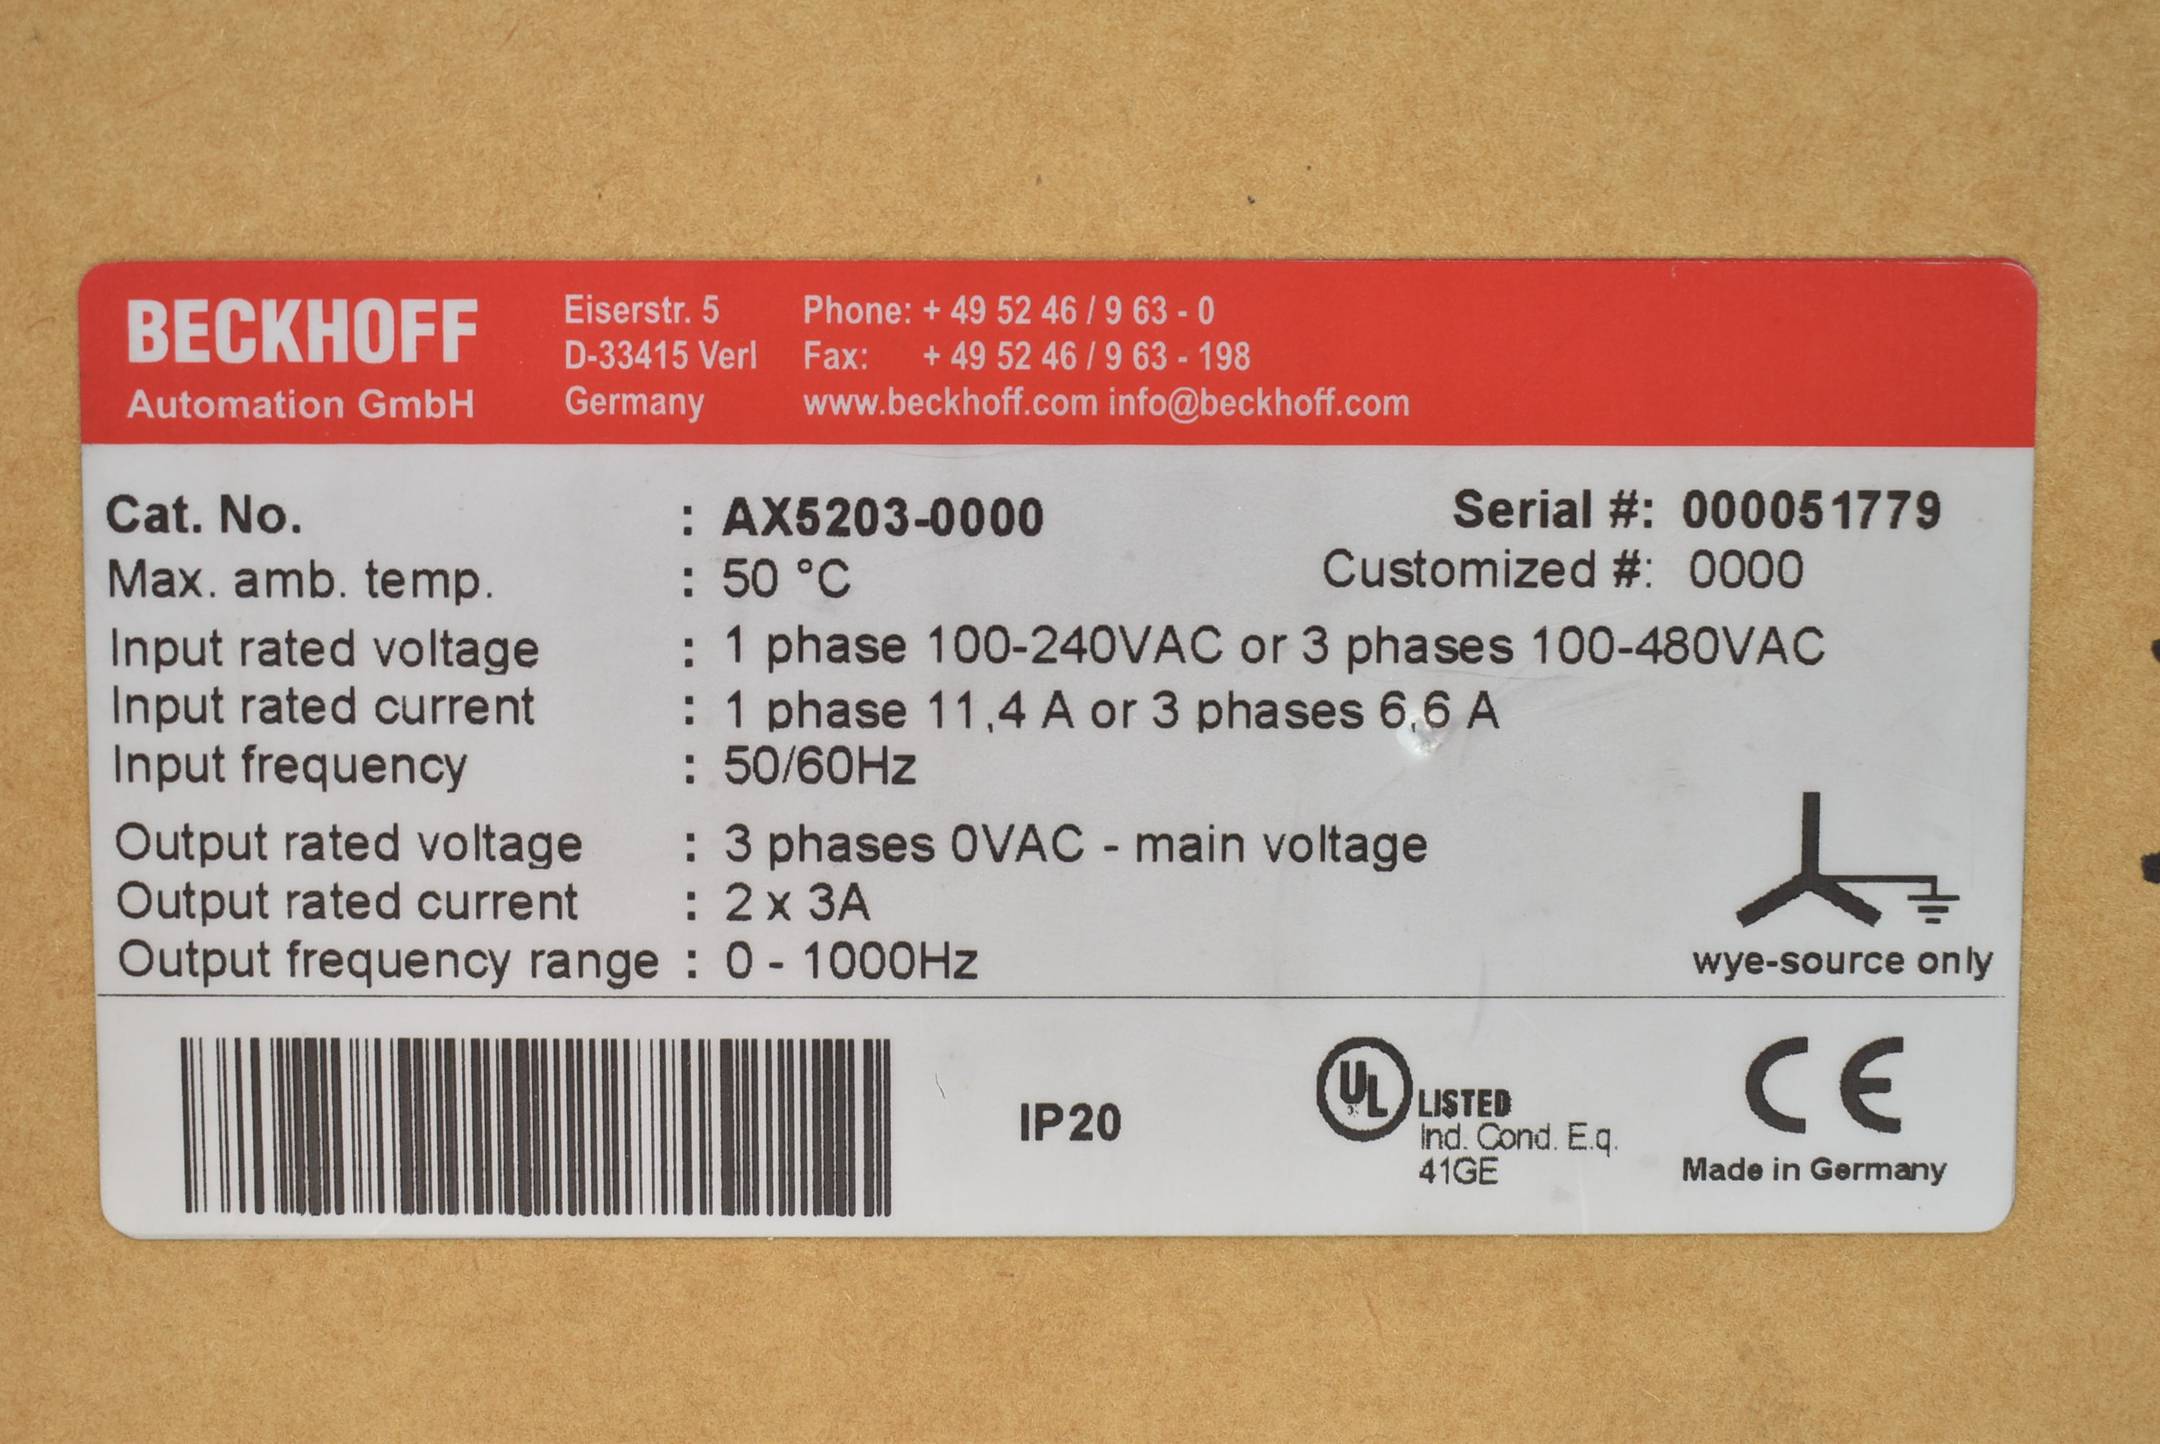 BECKHOFF
Automation GmbH
Eiserstr. 5
D-33415 Verl
Germany
Phone: + 49 52 46 / 9 63 - 0
Fax: + 49 52 46 / 9 63 - 198
www.beckhoff.com info@beckhoff.com
Cat. No. : AX5203-0000
Serial #: 000051779
Max. amb. temp. : 50 °C
Customized #: 0000
Input rated voltage : 1 phase 100-240VAC or 3 phases 100-480VAC
Input rated current : 1 phase 11,4 A or 3 phases 6,6 A
Input frequency : 50/60Hz
Output rated voltage : 3 phases 0VAC - main voltage
Output rated current : 2 x 3A
Output frequency range : 0 - 1000Hz
wye-source only
IP20
UL LISTED
Ind. Cond. E.q.
41GE
CE
Made in Germany